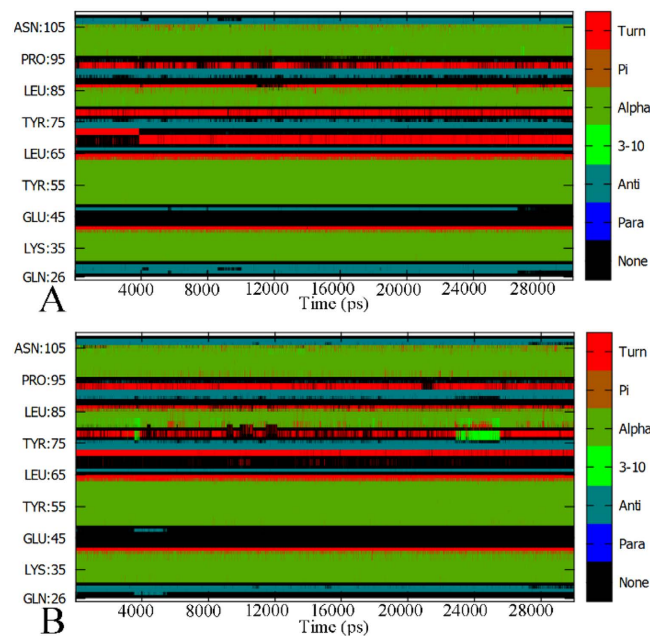 ASN:105
PRO:95
LEU:85
TYR:75
LEU:65
TYR:55
GLU:45
LYS:35
GLN:26
A
4000 8000 12000 16000 20000 24000 28000
Time (ps)
Turn
Pi
Alpha
3-10
Anti
Para
None
ASN:105
PRO:95
LEU:85
TYR:75
LEU:65
TYR:55
GLU:45
LYS:35
GLN:26
B
4000 8000 12000 16000 20000 24000 28000
Time (ps)
Turn
Pi
Alpha
3-10
Anti
Para
None